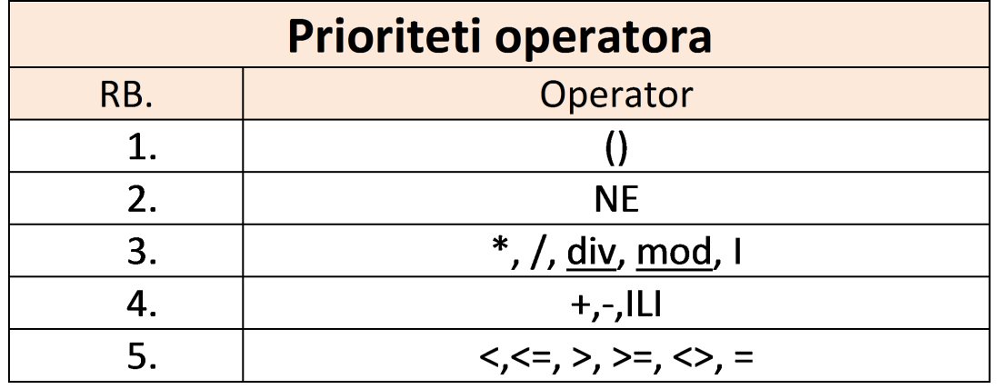 Prioriteti operatora
RB. Operator
1. ()
2. NE
3. *, /, div, mod, I
4. +,-,ILI
5. <,<=, >, >=, <>, =